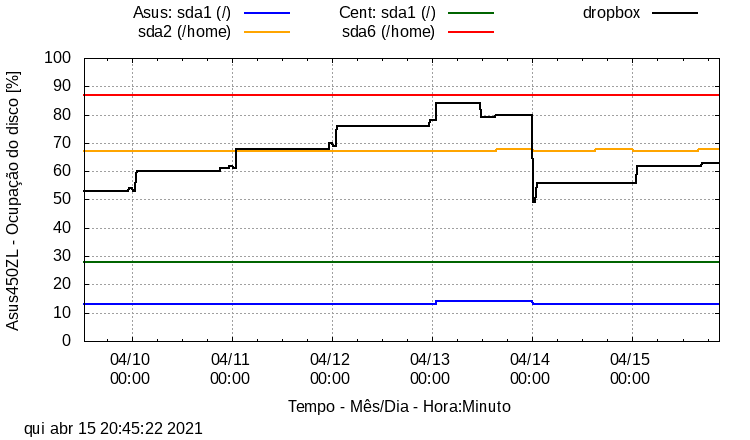 Asus: sda1 (/) Cent: sda1 (/) dropbox
sda2 (/home) sda6 (/home)
Asus450ZL - Ocupação do disco [%]
100
90
80
70
60
50
40
30
20
10
0
04/10 04/11 04/12 04/13 04/14 04/15
00:00 00:00 00:00 00:00 00:00 00:00
Tempo - Mês/Dia - Hora:Minuto
qui abr 15 20:45:22 2021